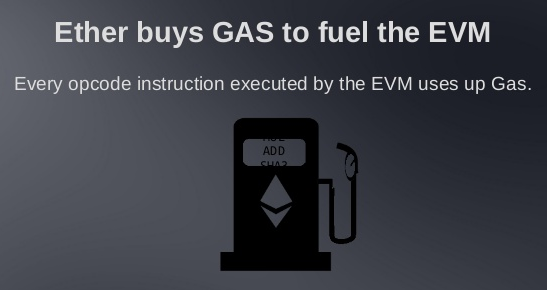 Ether buys GAS to fuel the EVM
Every opcode instruction executed by the EVM uses up Gas.
ADD